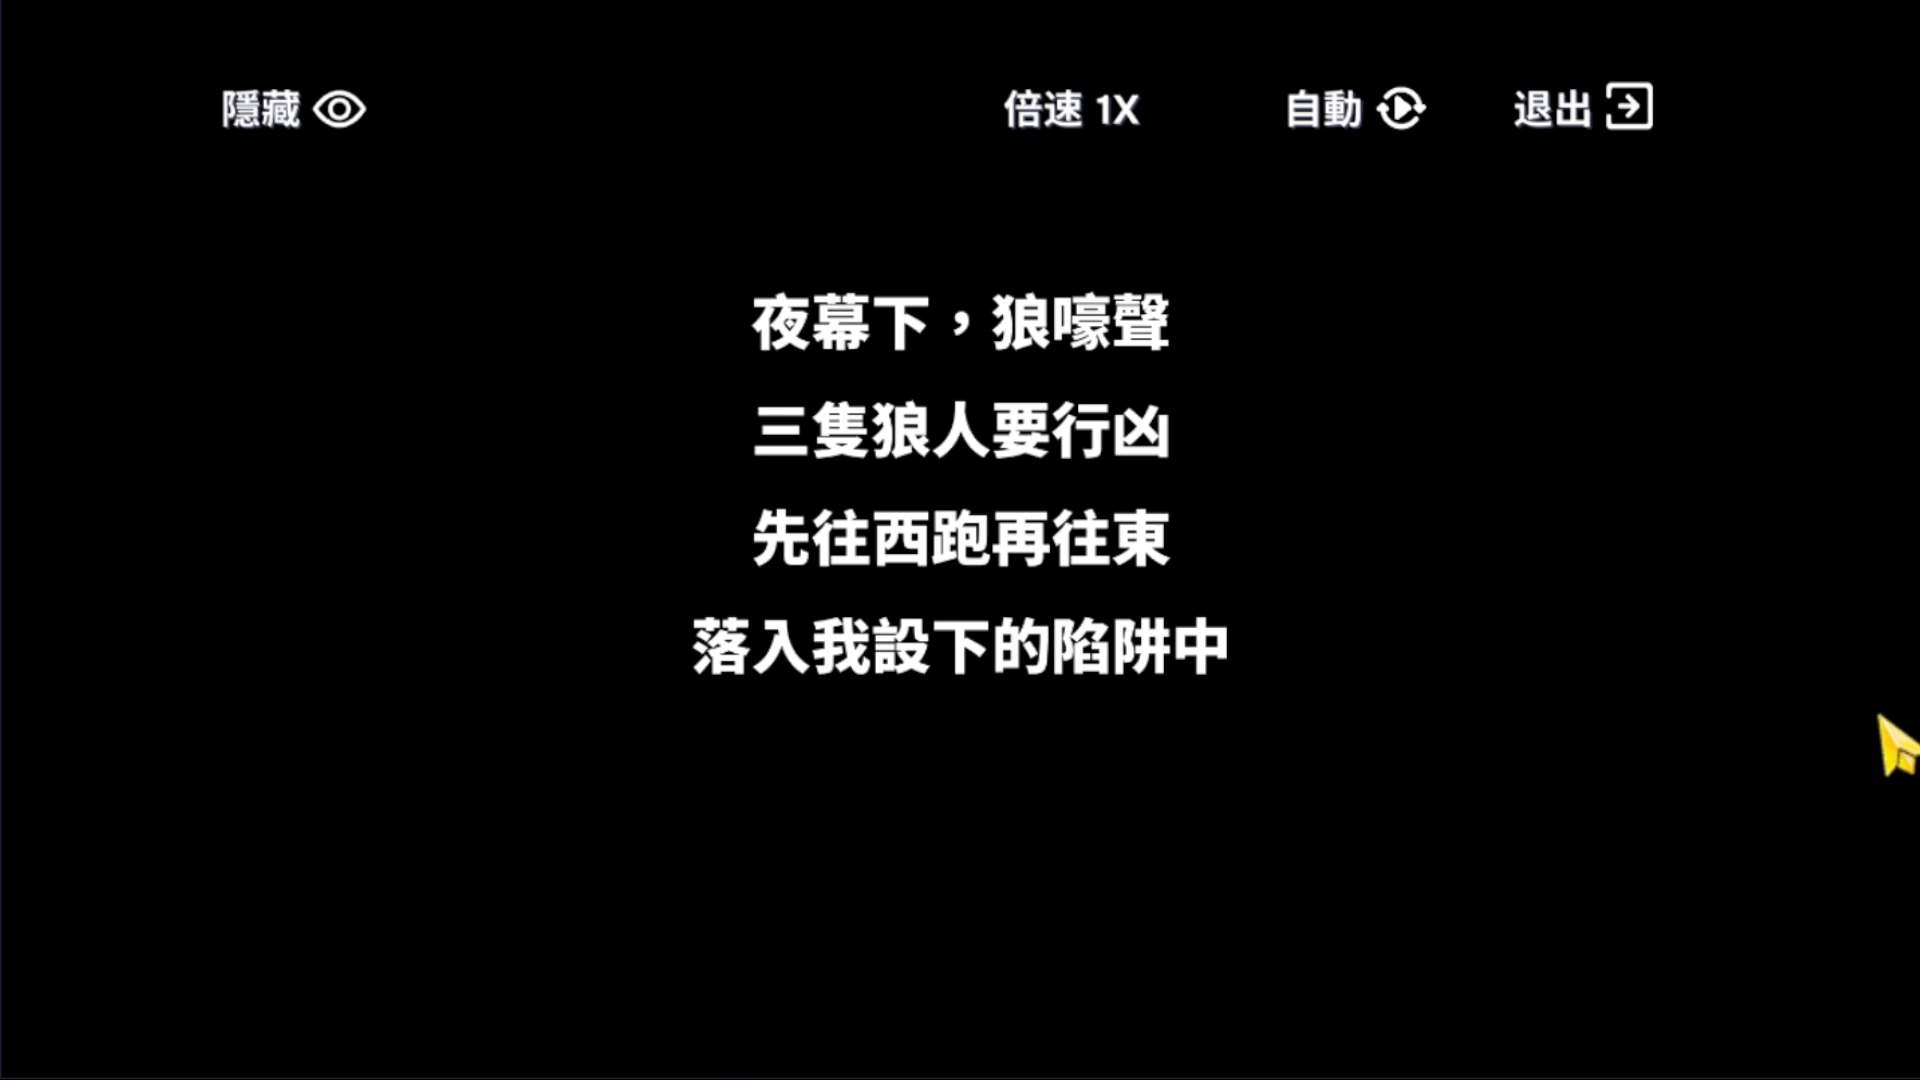 隱藏
倍速 1X
自動
退出
夜幕下，狼嚎聲
三隻狼人要行凶
先往西跑再往東
落入我設下的陷阱中